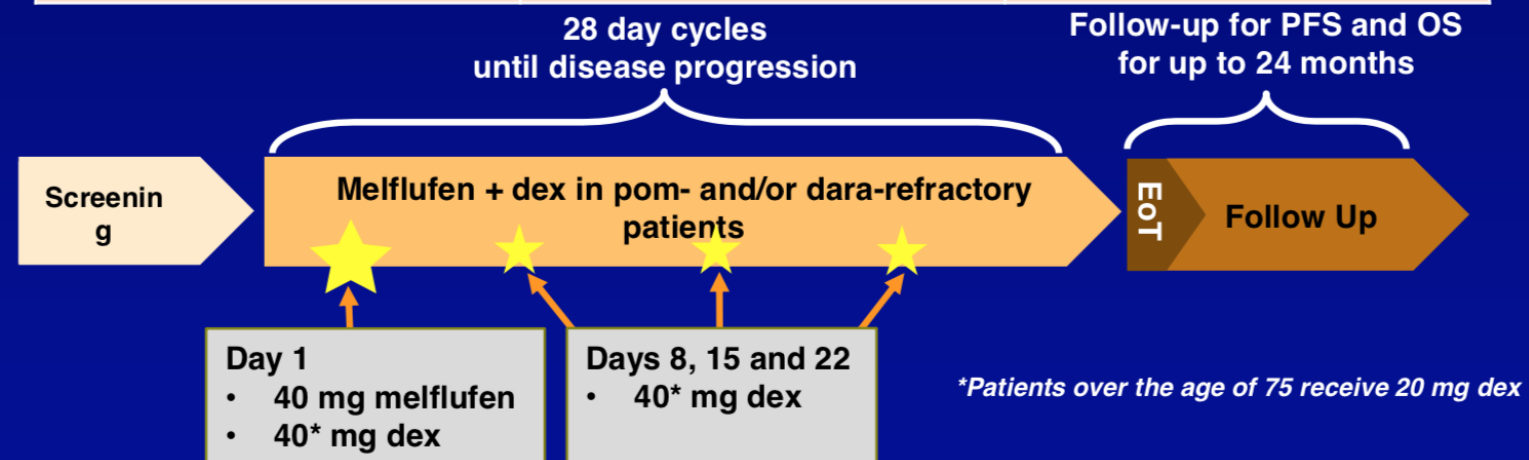 28 day cycles
until disease progression
Follow-up for PFS and OS
for up to 24 months
Screenin
g
Melflufen + dex in pom- and/or dara-refractory
patients
EoT
Follow Up
Day 1
• 40 mg melflufen
• 40* mg dex
Days 8, 15 and 22
• 40* mg dex
*Patients over the age of 75 receive 20 mg dex